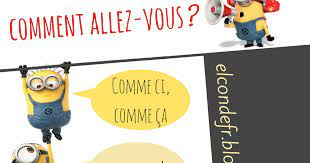 COMMENT ALLEZ-VOUS?
COMME CI,
COMME ÇA
elcondefr.blo